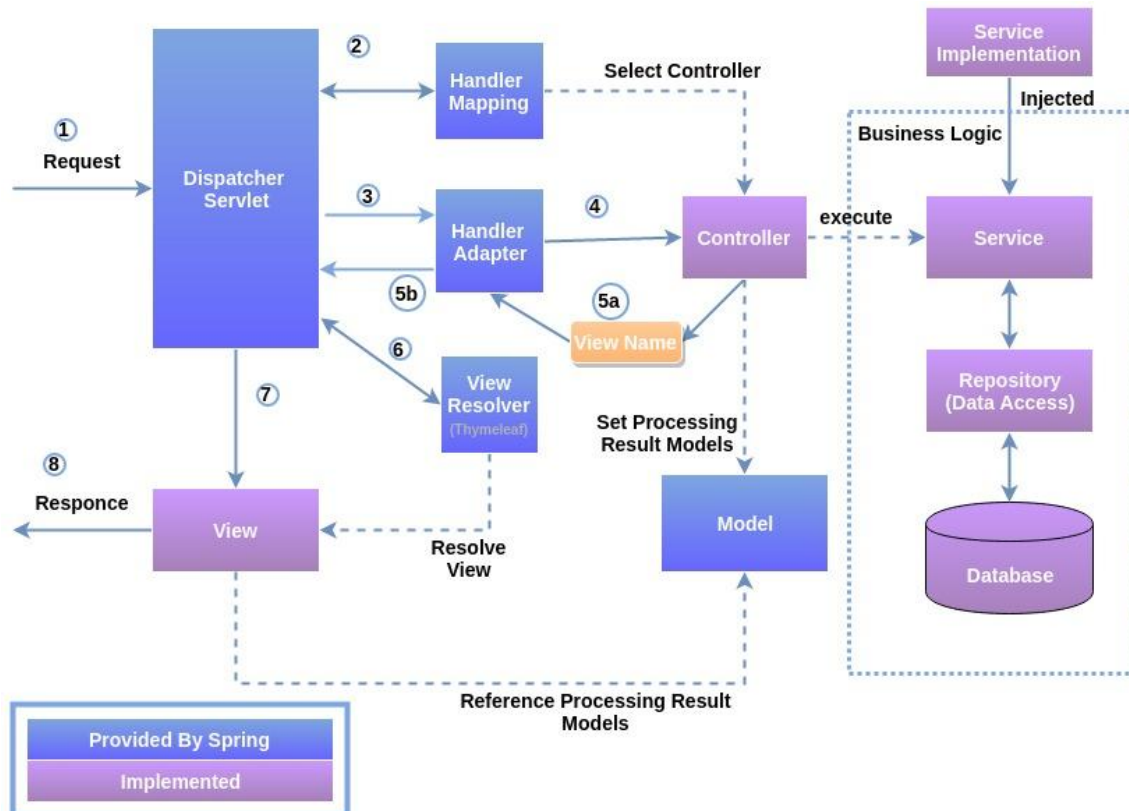 Service
Implementation
2
Handler
Mapping
Select Controller
Injected
1
Request
Business Logic
Dispatcher
Servlet
3
4
Handler
Adapter
Controller
execute
Service
5b
5a
View Name
6
View
Resolver
(Thymeleaf)
7
Repository
(Data Access)
Set Processing
Result Models
8
Responce
View
Resolve
View
Model
Database
Reference Processing Result
Models
Provided By Spring
Implemented